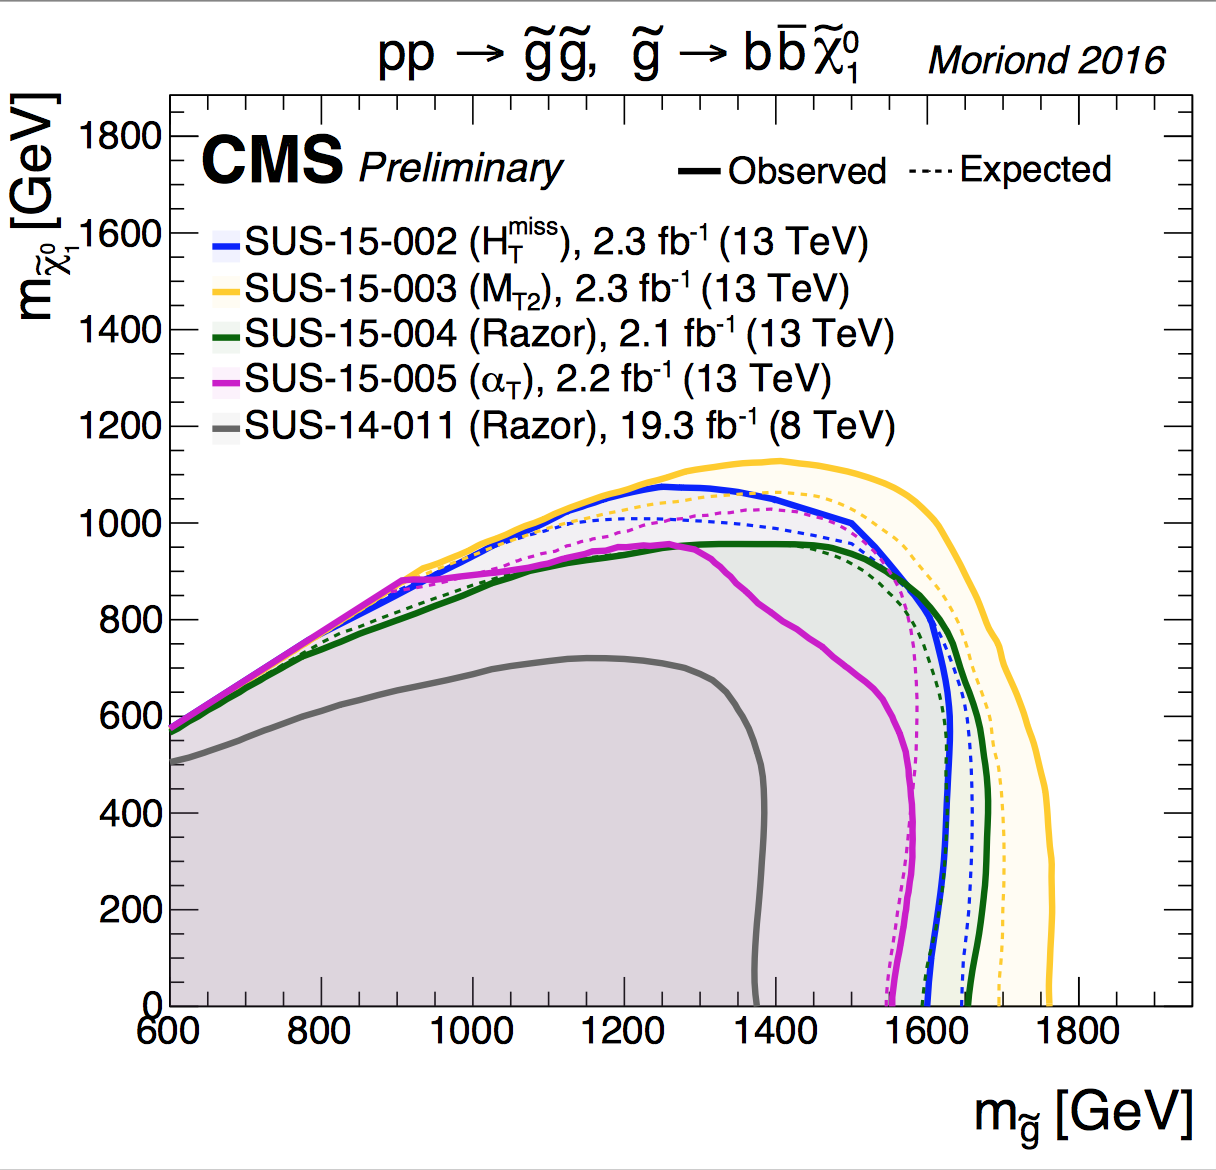 pp → g̃g̃, g̃ → bb̅χ̃⁰₁ Moriond 2016
CMS Preliminary
Observed Expected
SUS-15-002 (H_T^miss), 2.3 fb⁻¹ (13 TeV)
SUS-15-003 (M_T2), 2.3 fb⁻¹ (13 TeV)
SUS-15-004 (Razor), 2.1 fb⁻¹ (13 TeV)
SUS-15-005 (α_T), 2.2 fb⁻¹ (13 TeV)
SUS-14-011 (Razor), 19.3 fb⁻¹ (8 TeV)
m_χ̃⁰₁ [GeV]
1800
1600
1400
1200
1000
800
600
400
200
0
600 800 1000 1200 1400 1600 1800
m_g̃ [GeV]